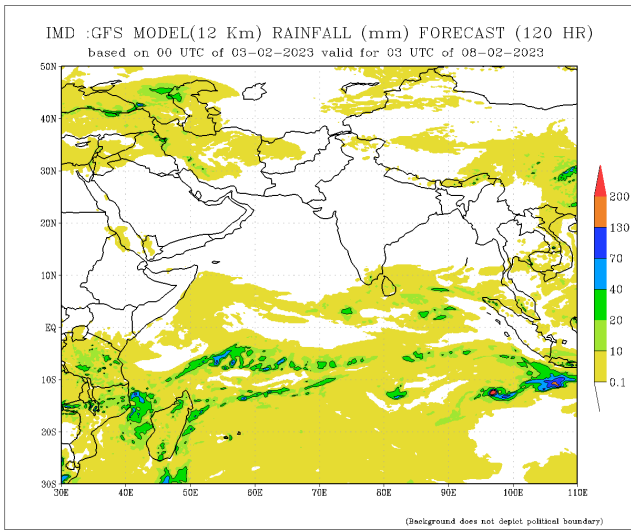 IMD :GFS MODEL(12 Km) RAINFALL (mm) FORECAST (120 HR)
based on 00 UTC of 03-02-2023 valid for 03 UTC of 08-02-2023
50N
40N
30N
20N
10N
EQ
10S
20S
30S
30E 40E 50E 60E 70E 80E 90E 100E 110E
200
130
70
40
20
10
0.1
(Background does not depict political boundary)